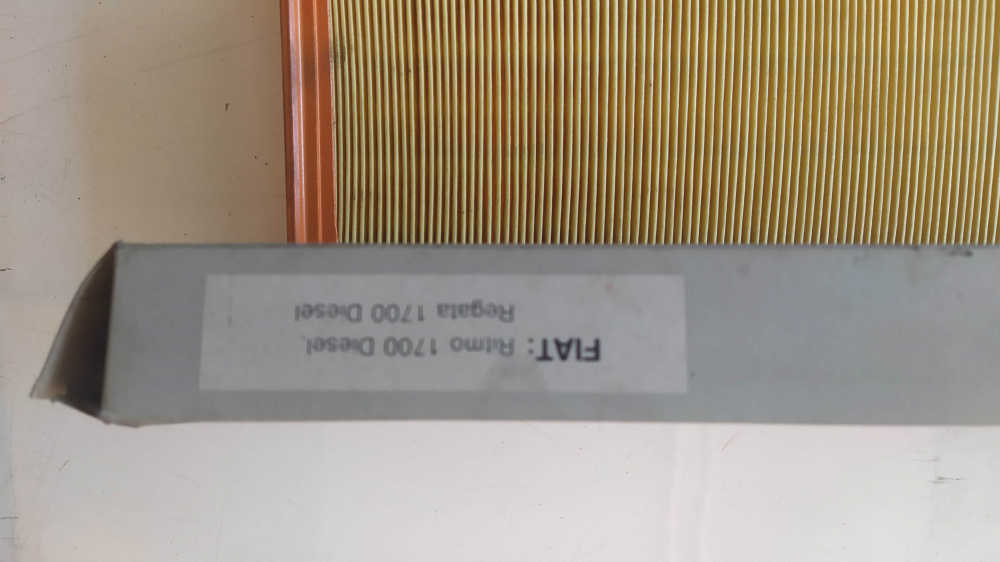 FIAT: Ritmo 1700 Diesel,
Regata 1700 Diesel